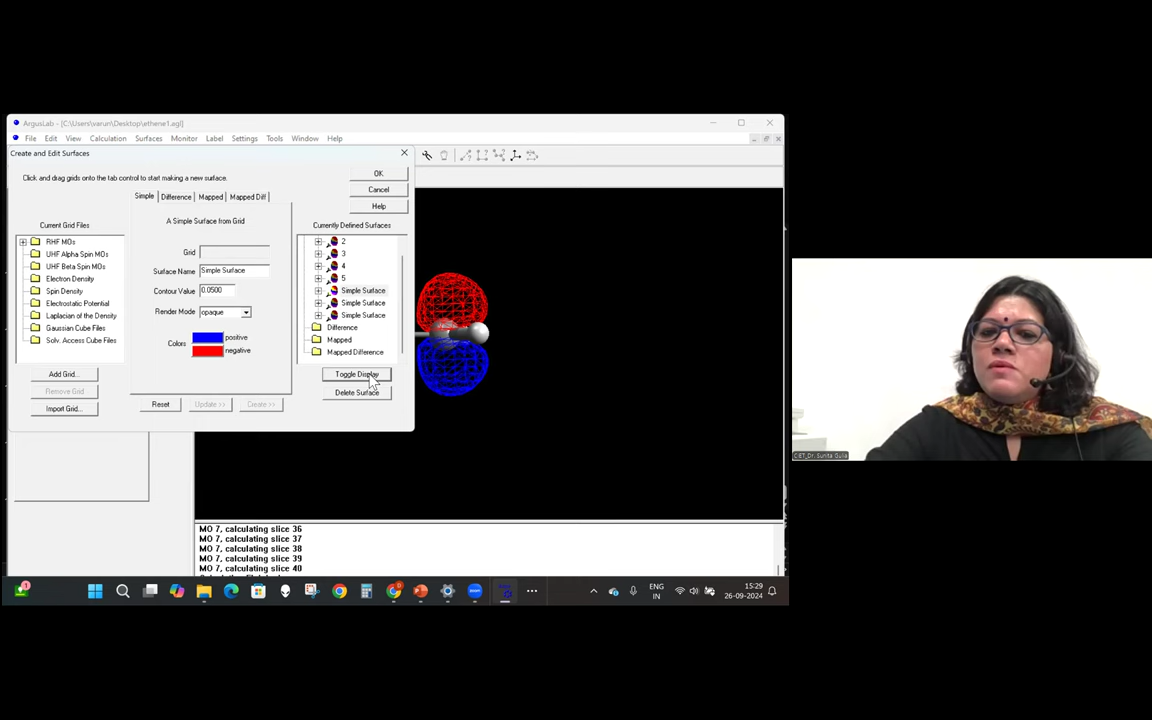 ArgusLab - [C:\Users\varun\Desktop\ethene1.agl]
File Edit View Calculation Surfaces Monitor Label Settings Tools Window Help
Create and Edit Surfaces
Click and drag grids onto the tab control to start making a new surface.
OK
Cancel
Help
Simple Difference Mapped Mapped Diff
A Simple Surface from Grid
Current Grid Files
RHF MOs
UHF Alpha Spin MOs
UHF Beta Spin MOs
Electron Density
Spin Density
Electrostatic Potential
Laplacian of the Density
Gaussian Cube Files
Solv. Access Cube Files
Add Grid...
Remove Grid
Import Grid...
Grid
Surface Name Simple Surface
Contour Value 0.0500
Render Mode opaque
Colors positive
negative
Reset Update >> Create >>
Currently Defined Surfaces
2
3
4
5
Simple Surface
Simple Surface
Simple Surface
Difference
Mapped
Mapped Difference
Toggle Display
Delete Surface
MO 7, calculating slice 36
MO 7, calculating slice 37
MO 7, calculating slice 38
MO 7, calculating slice 39
MO 7, calculating slice 40
ENG
IN
15:29
26-09-2024
CIET_Dr. Sunita Gulia